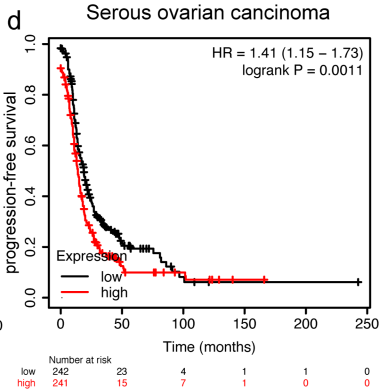 d
Serous ovarian cancinoma
HR = 1.41 (1.15 − 1.73)
logrank P = 0.0011
progression-free survival
1.0
0.8
0.6
0.4
0.2
0.0
Expression
low
high
0 50 100 150 200 250
Time (months)
Number at risk
low 242 23 4 1 1 0
high 241 15 7 1 0 0